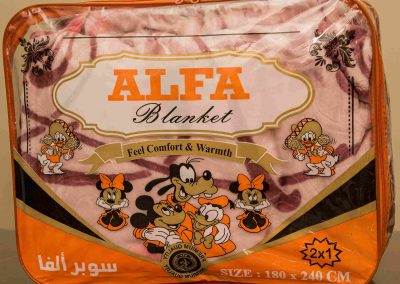 ALFA
Blanket
Feel Comfort & Warmth
2x1
سوبر ألفا
SIZE : 180 x 240 CM